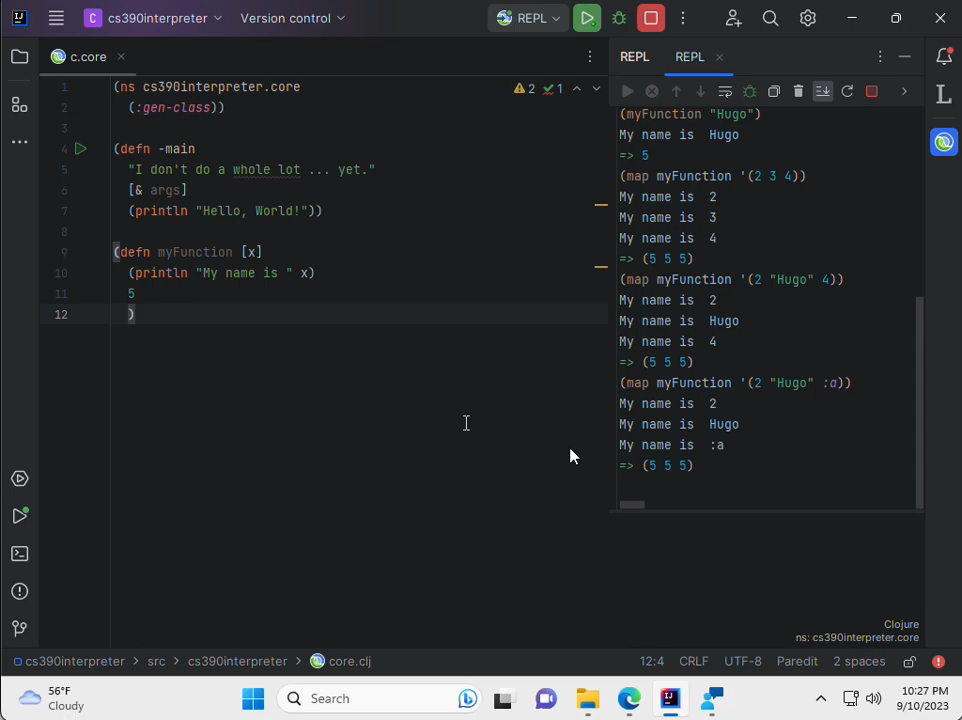 C cs390interpreter Version control REPL
c.core
REPL REPL
1 (ns cs390interpreter.core
2 (:gen-class))
3
4 (defn -main
5 "I don't do a whole lot ... yet."
6 [& args]
7 (println "Hello, World!"))
8
9 (defn myFunction [x]
10 (println "My name is " x)
11 5
12 )
2 1
(myFunction "Hugo")
My name is  Hugo
=> 5
(map myFunction '(2 3 4))
My name is  2
My name is  3
My name is  4
=> (5 5 5)
(map myFunction '(2 "Hugo" 4))
My name is  2
My name is  Hugo
My name is  4
=> (5 5 5)
(map myFunction '(2 "Hugo" :a))
My name is  2
My name is  Hugo
My name is  :a
=> (5 5 5)
L
Clojure
ns: cs390interpreter.core
cs390interpreter > src > cs390interpreter > core.clj 12:4 CRLF UTF-8 Paredit 2 spaces
56°F
Cloudy
Search
10:27 PM
9/10/2023